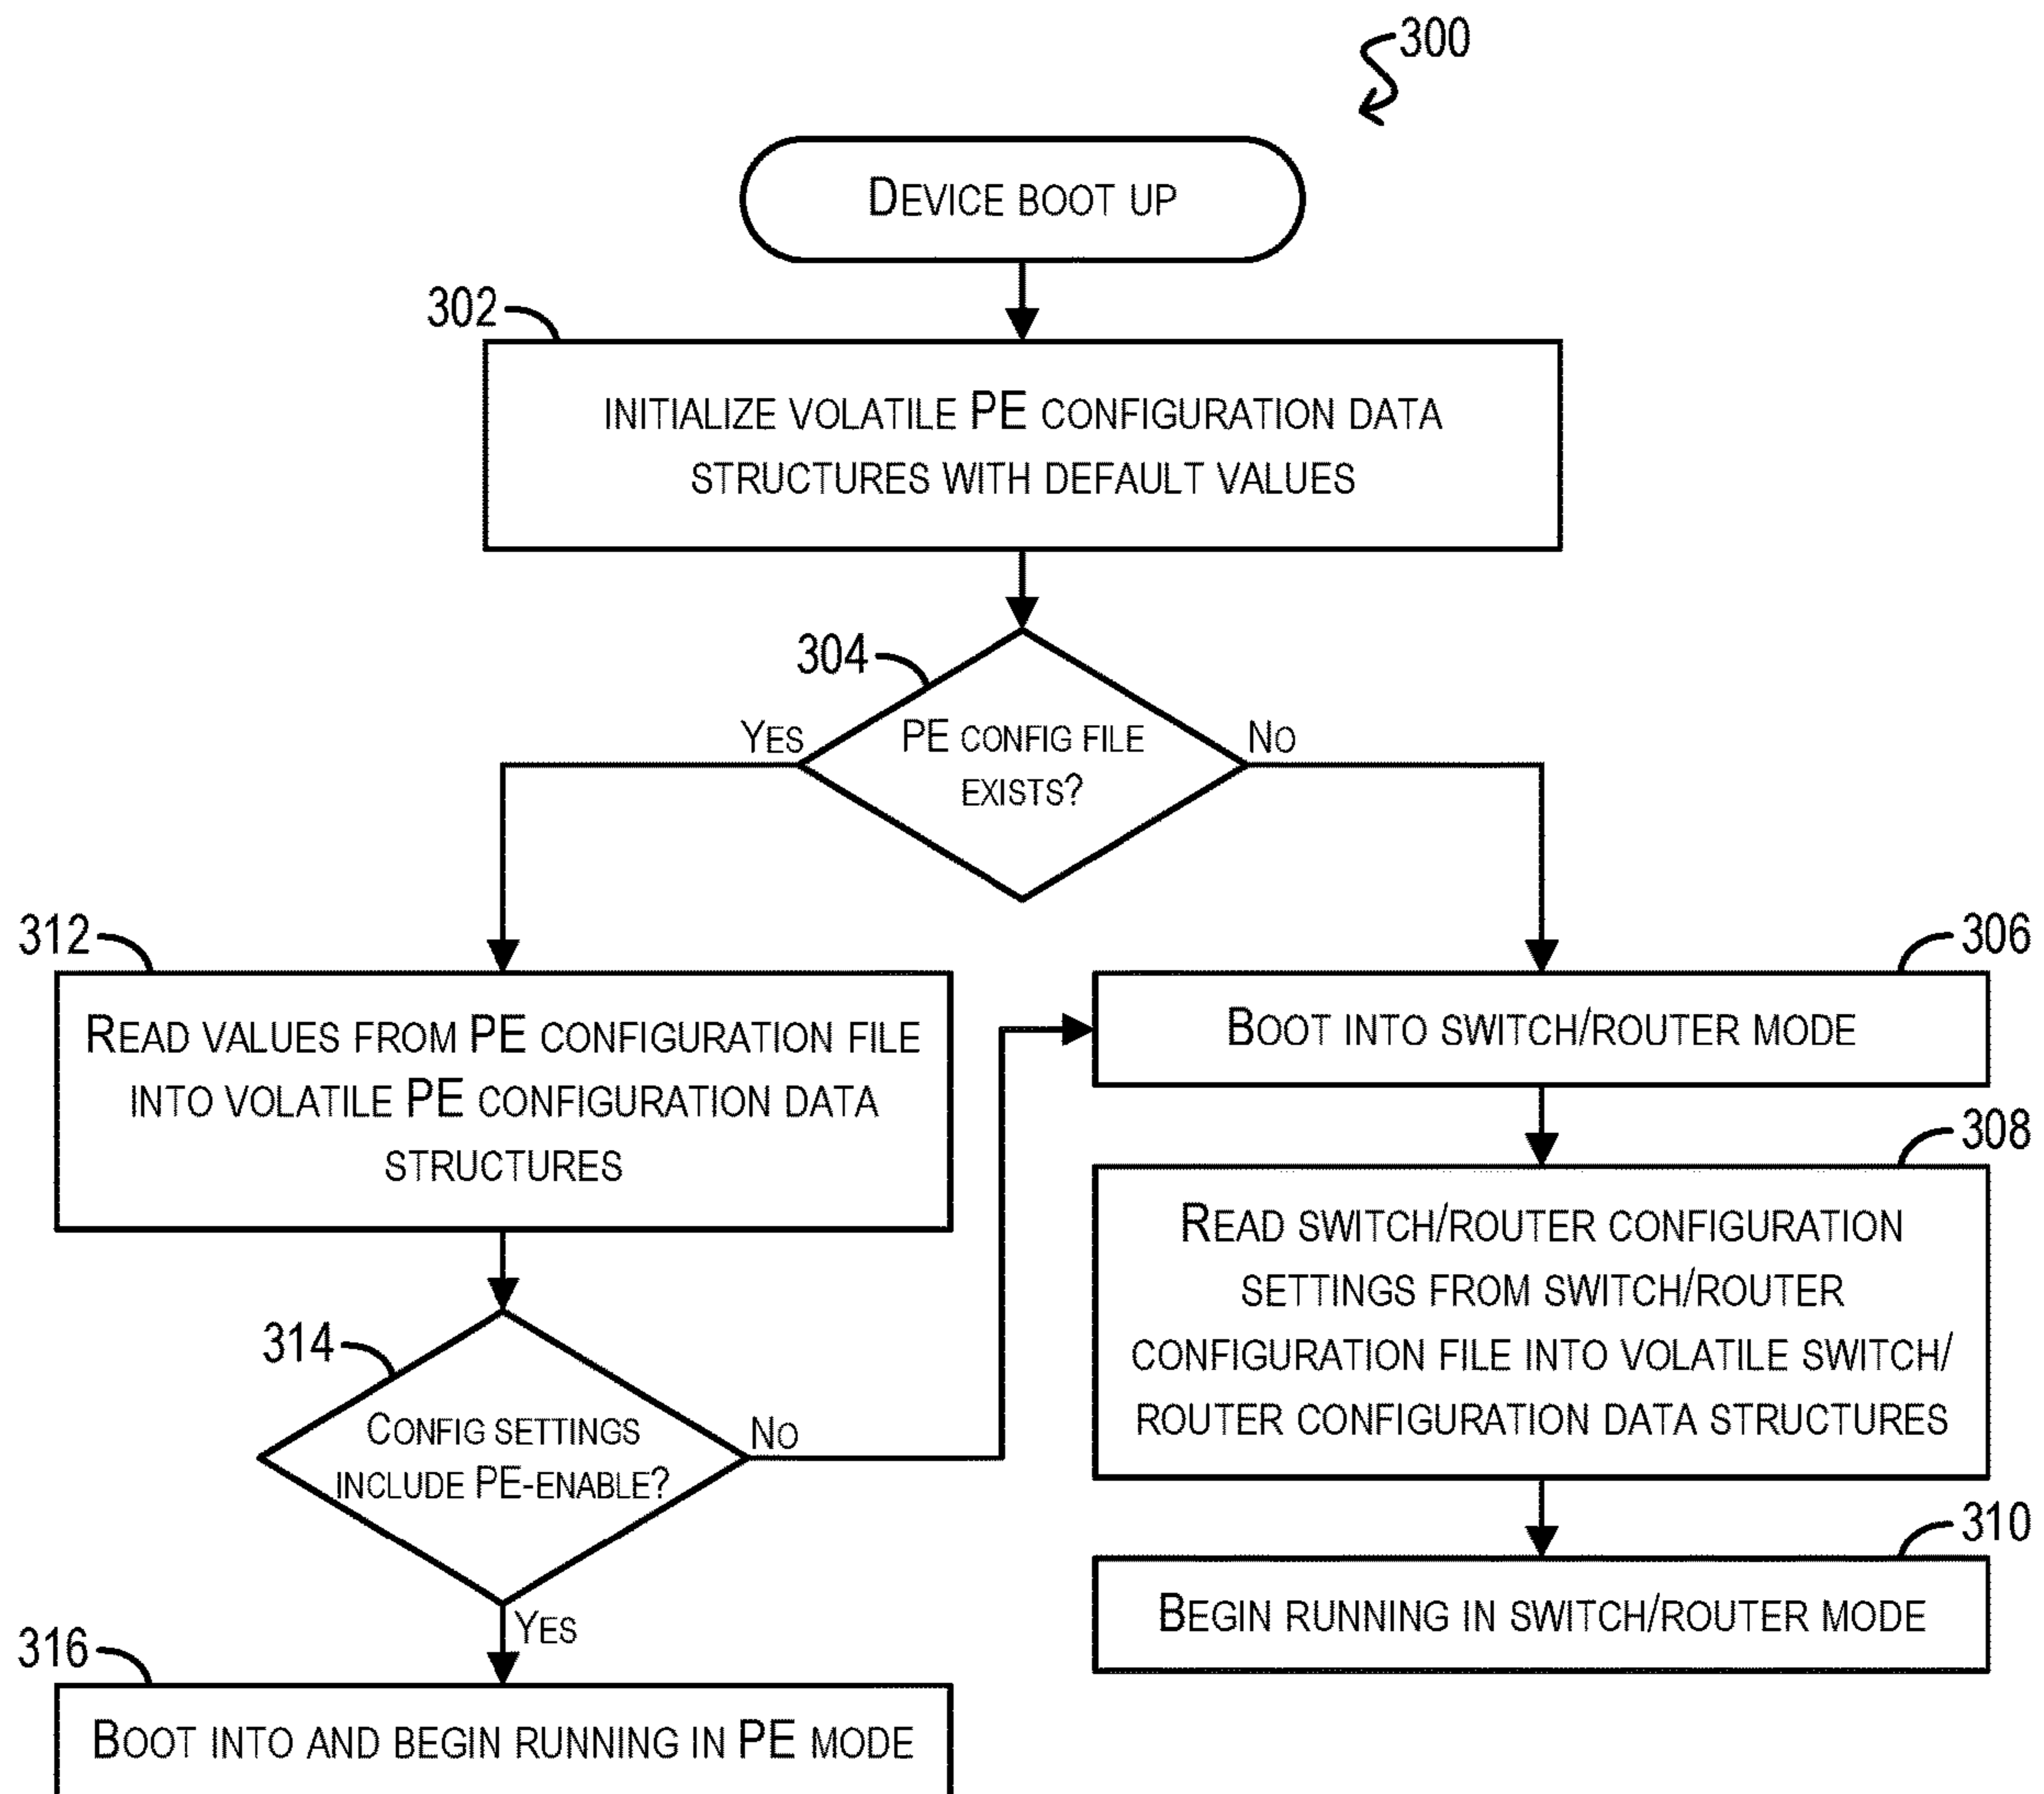 300
DEVICE BOOT UP
302
INITIALIZE VOLATILE PE CONFIGURATION DATA
STRUCTURES WITH DEFAULT VALUES
304
YES
PE CONFIG FILE
EXISTS?
NO
312
READ VALUES FROM PE CONFIGURATION FILE
INTO VOLATILE PE CONFIGURATION DATA
STRUCTURES
306
BOOT INTO SWITCH/ROUTER MODE
308
READ SWITCH/ROUTER CONFIGURATION
SETTINGS FROM SWITCH/ROUTER
CONFIGURATION FILE INTO VOLATILE SWITCH/
ROUTER CONFIGURATION DATA STRUCTURES
314
CONFIG SETTINGS
INCLUDE PE-ENABLE?
NO
YES
310
BEGIN RUNNING IN SWITCH/ROUTER MODE
316
BOOT INTO AND BEGIN RUNNING IN PE MODE